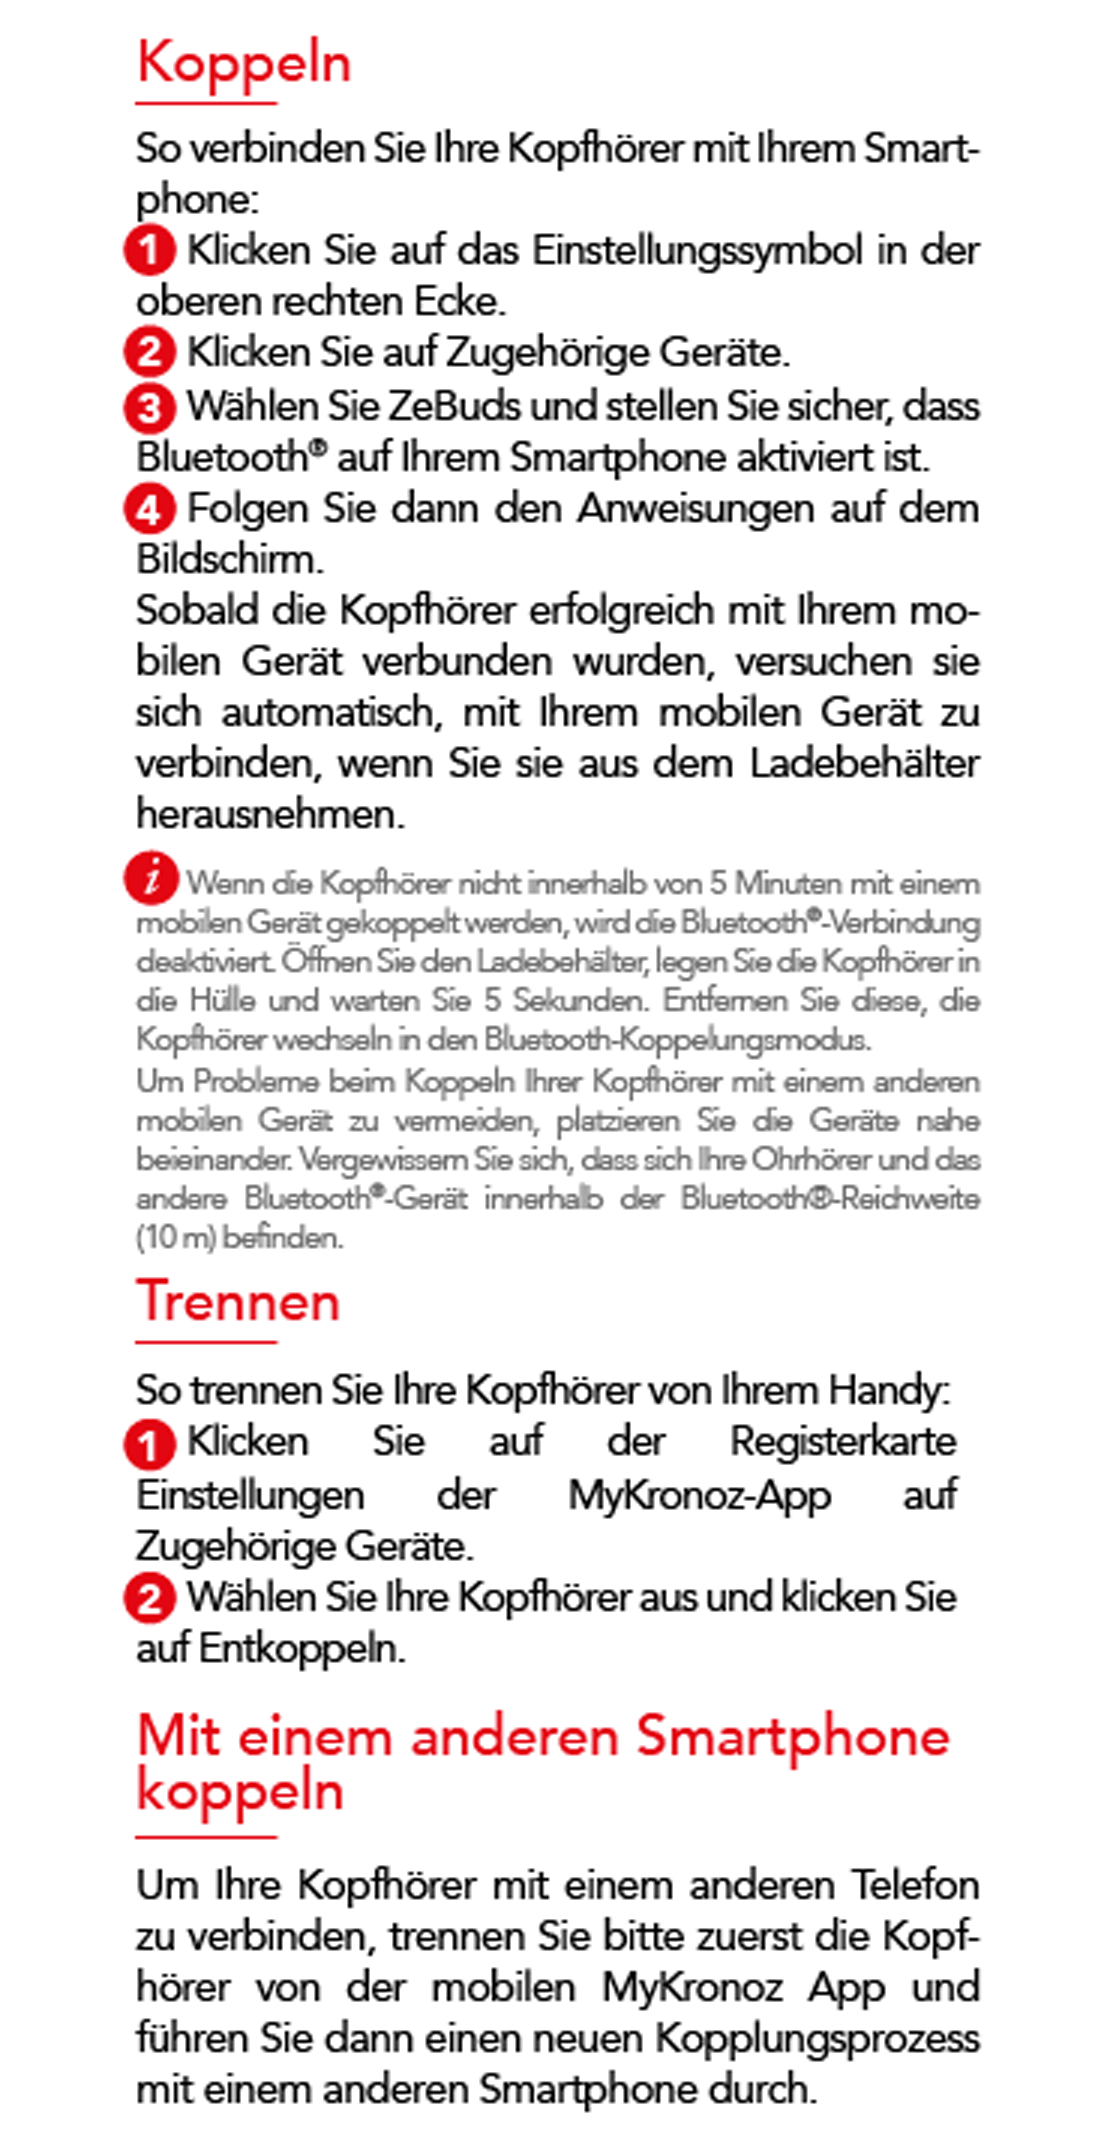 Koppeln
So verbinden Sie Ihre Kopfhörer mit Ihrem Smart-
phone:
1 Klicken Sie auf das Einstellungssymbol in der
oberen rechten Ecke.
2 Klicken Sie auf Zugehörige Geräte.
3 Wählen Sie ZeBuds und stellen Sie sicher, dass
Bluetooth® auf Ihrem Smartphone aktiviert ist.
4 Folgen Sie dann den Anweisungen auf dem
Bildschirm.
Sobald die Kopfhörer erfolgreich mit Ihrem mo-
bilen Gerät verbunden wurden, versuchen sie
sich automatisch, mit Ihrem mobilen Gerät zu
verbinden, wenn Sie sie aus dem Ladebehälter
herausnehmen.
i Wenn die Kopfhörer nicht innerhalb von 5 Minuten mit einem
mobilen Gerät gekoppelt werden, wird die Bluetooth®-Verbindung
deaktiviert. Öffnen Sie den Ladebehälter, legen Sie die Kopfhörer in
die Hülle und warten Sie 5 Sekunden. Entfernen Sie diese, die
Kopfhörer wechseln in den Bluetooth-Koppelungsmodus.
Um Probleme beim Koppeln Ihrer Kopfhörer mit einem anderen
mobilen Gerät zu vermeiden, platzieren Sie die Geräte nahe
beieinander. Vergewissern Sie sich, dass sich Ihre Ohrhörer und das
andere Bluetooth®-Gerät innerhalb der Bluetooth®-Reichweite
(10 m) befinden.
Trennen
So trennen Sie Ihre Kopfhörer von Ihrem Handy:
1 Klicken Sie auf der Registerkarte
Einstellungen der MyKronoz-App auf
Zugehörige Geräte.
2 Wählen Sie Ihre Kopfhörer aus und klicken Sie
auf Entkoppeln.
Mit einem anderen Smartphone
koppeln
Um Ihre Kopfhörer mit einem anderen Telefon
zu verbinden, trennen Sie bitte zuerst die Kopf-
hörer von der mobilen MyKronoz App und
führen Sie dann einen neuen Kopplungsprozess
mit einem anderen Smartphone durch.